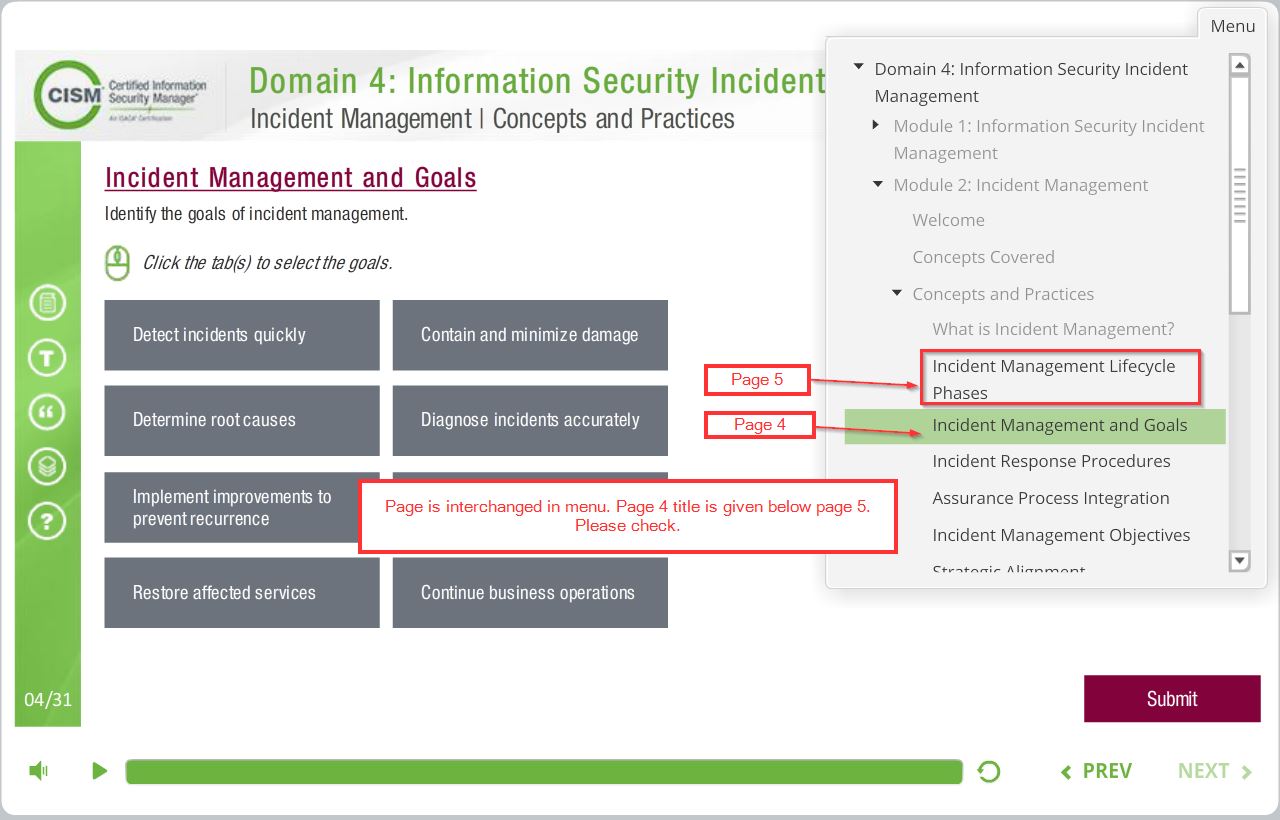 Menu
CISM
Certified Information
Security Manager®
An ISACA® Certification
Domain 4: Information Security Incident
Incident Management | Concepts and Practices
Incident Management and Goals
Identify the goals of incident management.
Click the tab(s) to select the goals.
Detect incidents quickly
Contain and minimize damage
Determine root causes
Diagnose incidents accurately
Implement improvements to
prevent recurrence
Restore affected services
Continue business operations
T
“
?
04/31
Domain 4: Information Security Incident
Management
Module 1: Information Security Incident
Management
Module 2: Incident Management
Welcome
Concepts Covered
Concepts and Practices
What is Incident Management?
Incident Management Lifecycle
Phases
Incident Management and Goals
Incident Response Procedures
Assurance Process Integration
Incident Management Objectives
Strategic Alignment
Page 5
Page 4
Page is interchanged in menu. Page 4 title is given below page 5.
Please check.
Submit
PREV
NEXT